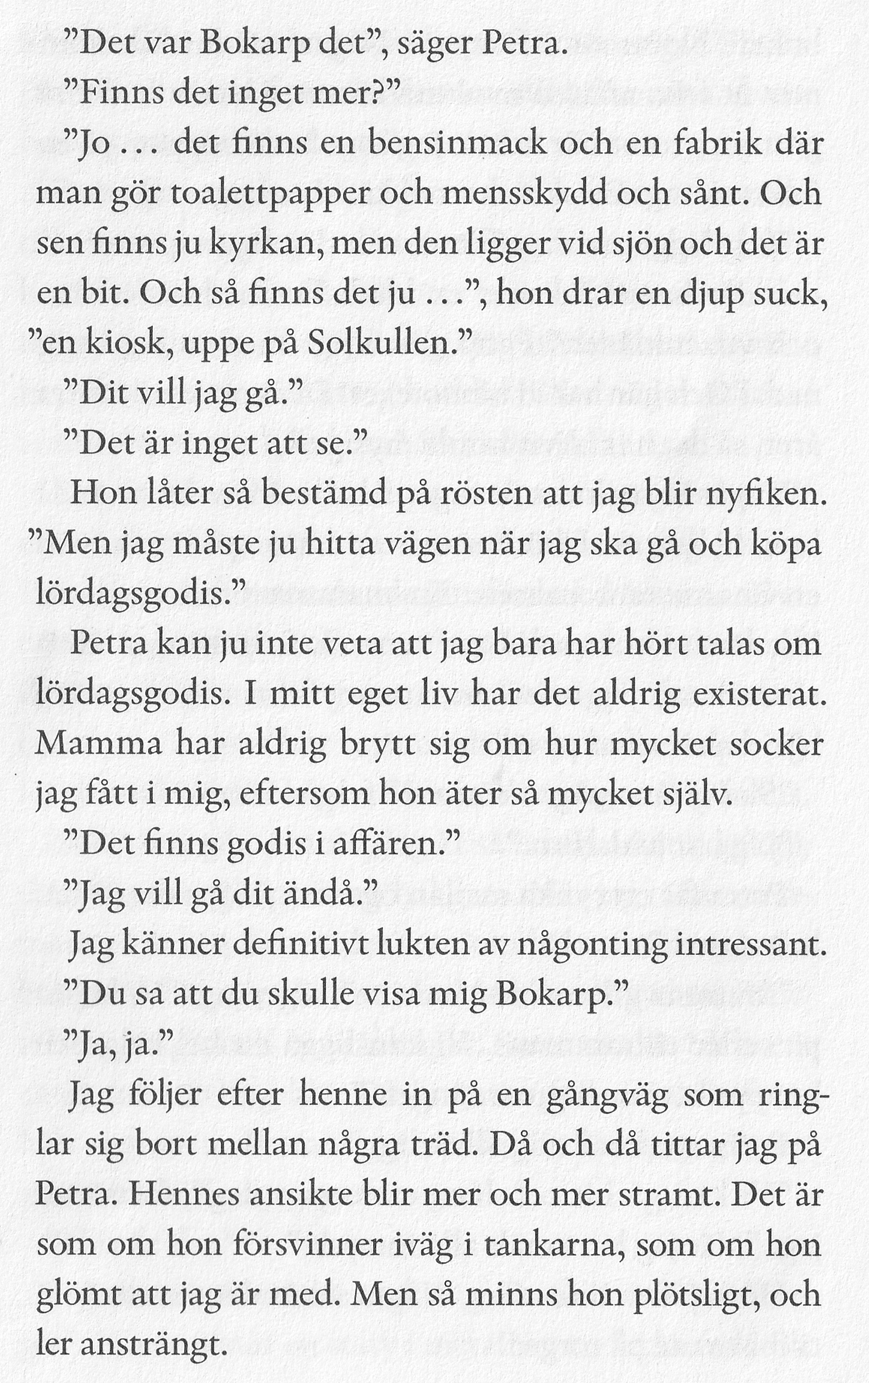 ”Det var Bokarp det”, säger Petra.
”Finns det inget mer?”
”Jo ... det finns en bensinmack och en fabrik där
man gör toalettpapper och mensskydd och sånt. Och
sen finns ju kyrkan, men den ligger vid sjön och det är
en bit. Och så finns det ju ...”, hon drar en djup suck,
”en kiosk, uppe på Solkullen.”
”Dit vill jag gå.”
”Det är inget att se.”
Hon låter så bestämd på rösten att jag blir nyfiken.
”Men jag måste ju hitta vägen när jag ska gå och köpa
lördagsgodis.”
Petra kan ju inte veta att jag bara har hört talas om
lördagsgodis. I mitt eget liv har det aldrig existerat.
Mamma har aldrig brytt sig om hur mycket socker
jag fått i mig, eftersom hon äter så mycket själv.
”Det finns godis i affären.”
”Jag vill gå dit ändå.”
Jag känner definitivt lukten av någonting intressant.
”Du sa att du skulle visa mig Bokarp.”
”Ja, ja.”
Jag följer efter henne in på en gångväg som ring-
lar sig bort mellan några träd. Då och då tittar jag på
Petra. Hennes ansikte blir mer och mer stramt. Det är
som om hon försvinner iväg i tankarna, som om hon
glömt att jag är med. Men så minns hon plötsligt, och
ler ansträngt.